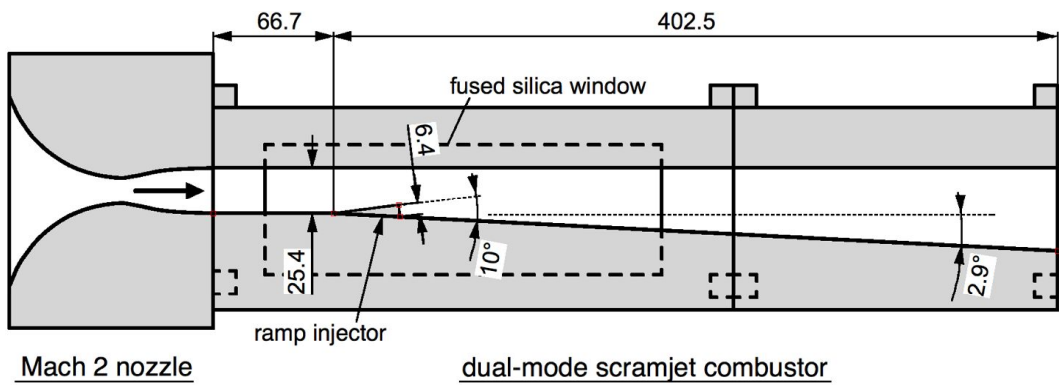 66.7
402.5
fused silica window
6.4
25.4
10°
2.9°
ramp injector
Mach 2 nozzle
dual-mode scramjet combustor